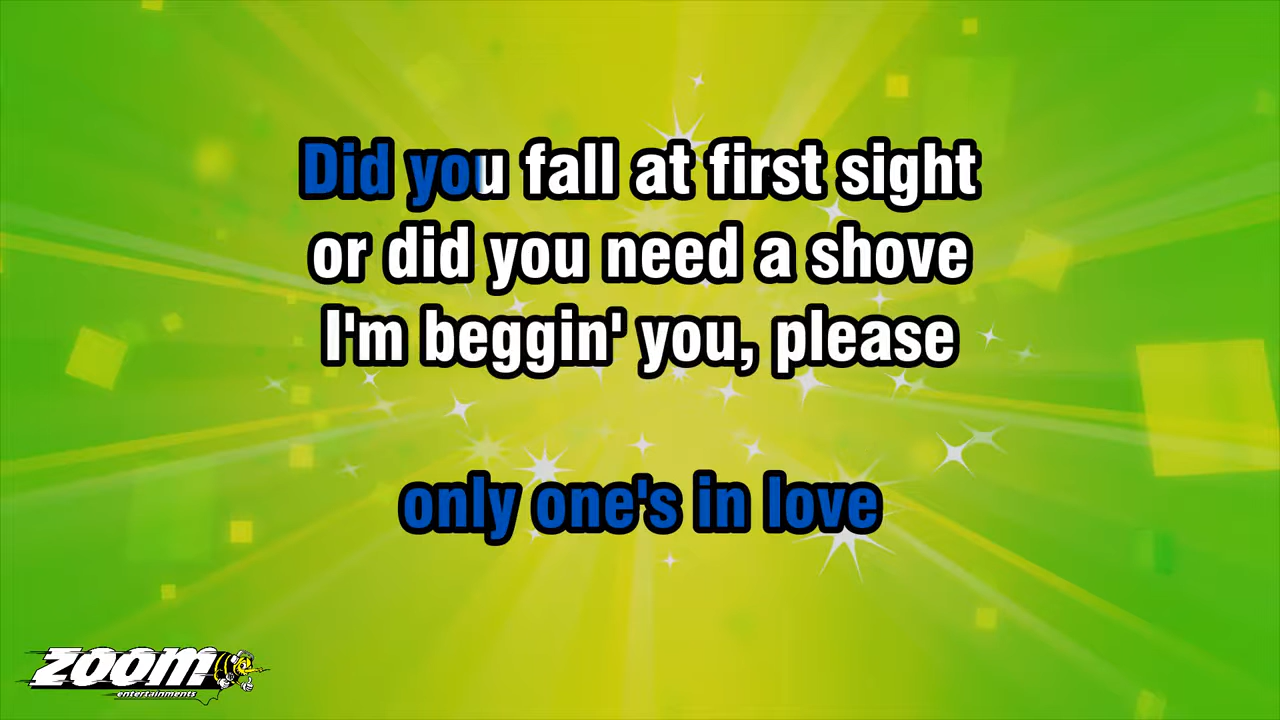 Did you fall at first sight
or did you need a shove
I'm beggin' you, please
only one's in love
ZOOM
entertainments